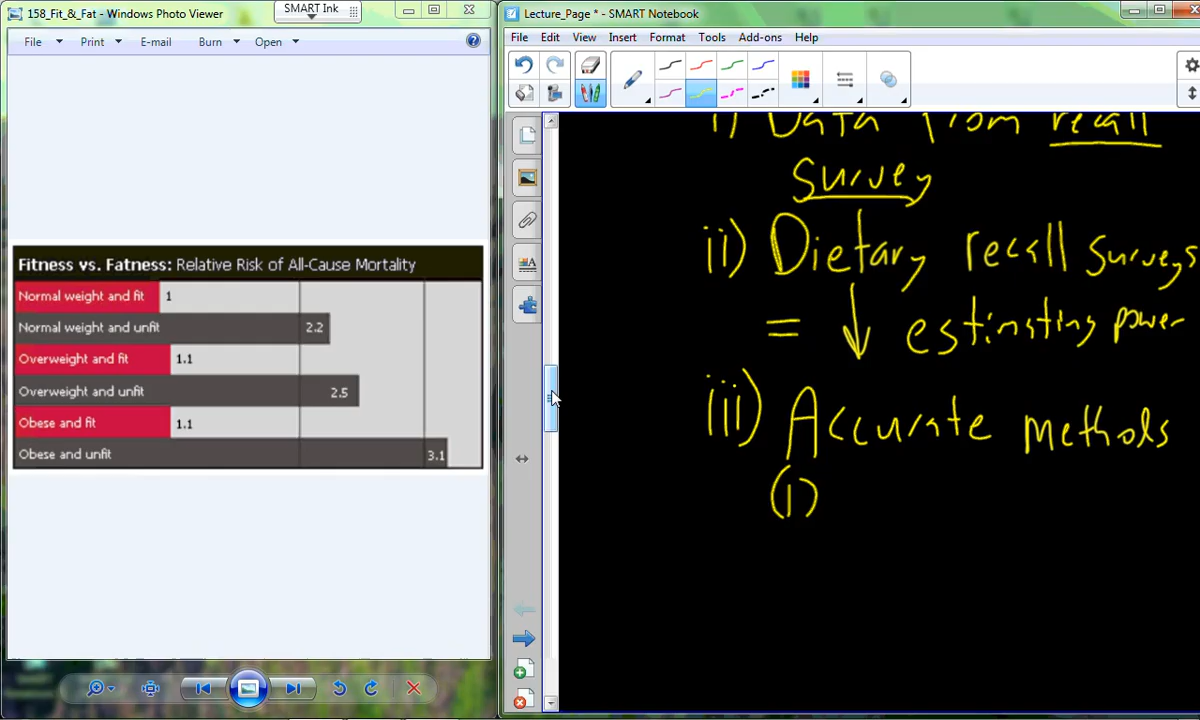 158_Fit_&_Fat - Windows Photo Viewer
SMART Ink
File Print E-mail Burn Open
Fitness vs. Fatness: Relative Risk of All-Cause Mortality
Normal weight and fit 1
Normal weight and unfit 2.2
Overweight and fit 1.1
Overweight and unfit 2.5
Obese and fit 1.1
Obese and unfit 3.1
Lecture_Page * - SMART Notebook
File Edit View Insert Format Tools Add-ons Help
i) Data from recall
survey
ii) Dietary recall surveys
= ↓ estimating power
iii) Accurate methods
(1)